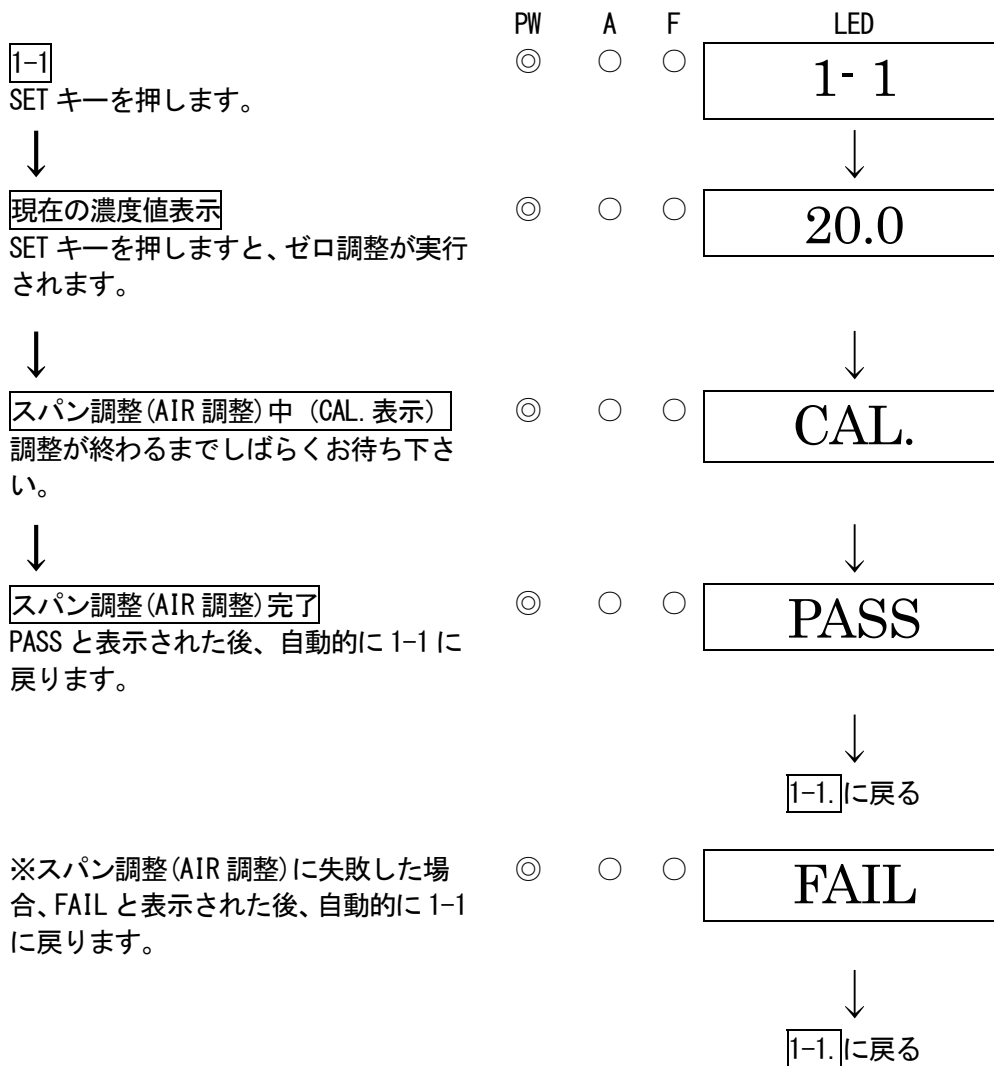 PW A F LED
1-1 ◎ ○ ○ 1-1
SET キーを押します。
↓ ↓
現在の濃度値表示 ◎ ○ ○ 20.0
SET キーを押しますと、ゼロ調整が実行
されます。
↓ ↓
スパン調整(AIR 調整)中（CAL.表示） ◎ ○ ○ CAL.
調整が終わるまでしばらくお待ち下さ
い。
↓ ↓
スパン調整(AIR 調整)完了 ◎ ○ ○ PASS
PASS と表示された後、自動的に 1-1 に
戻ります。
↓
1-1.に戻る
※スパン調整(AIR 調整)に失敗した場 ◎ ○ ○ FAIL
合、FAIL と表示された後、自動的に 1-1
に戻ります。
↓
1-1.に戻る